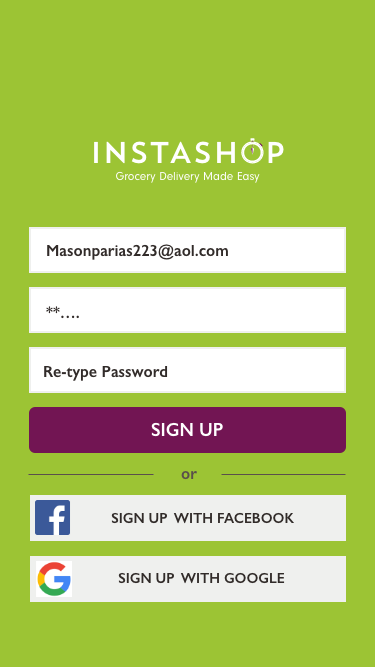 INSTASHOP
Grocery Delivery Made Easy
Masonparias223@aol.com
**....
Re-type Password
SIGN UP
or
SIGN UP WITH FACEBOOK
SIGN UP WITH GOOGLE